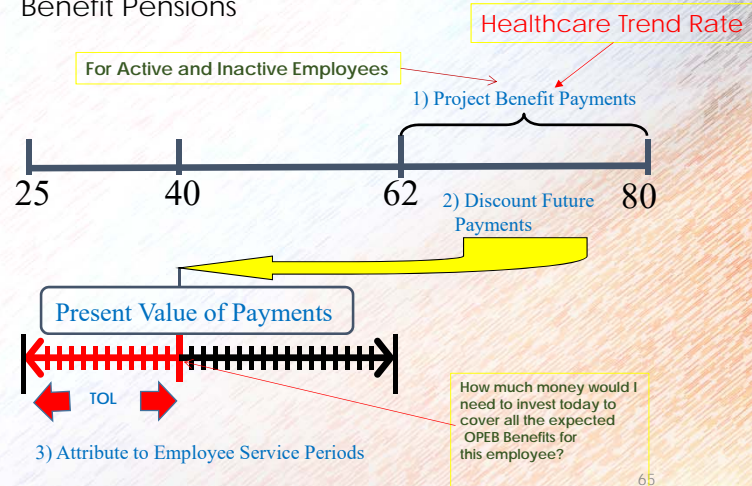 Benefit Pensions
Healthcare Trend Rate
For Active and Inactive Employees
1) Project Benefit Payments
25
40
62
80
2) Discount Future
Payments
Present Value of Payments
TOL
How much money would I
need to invest today to
cover all the expected
OPEB Benefits for
this employee?
3) Attribute to Employee Service Periods
65